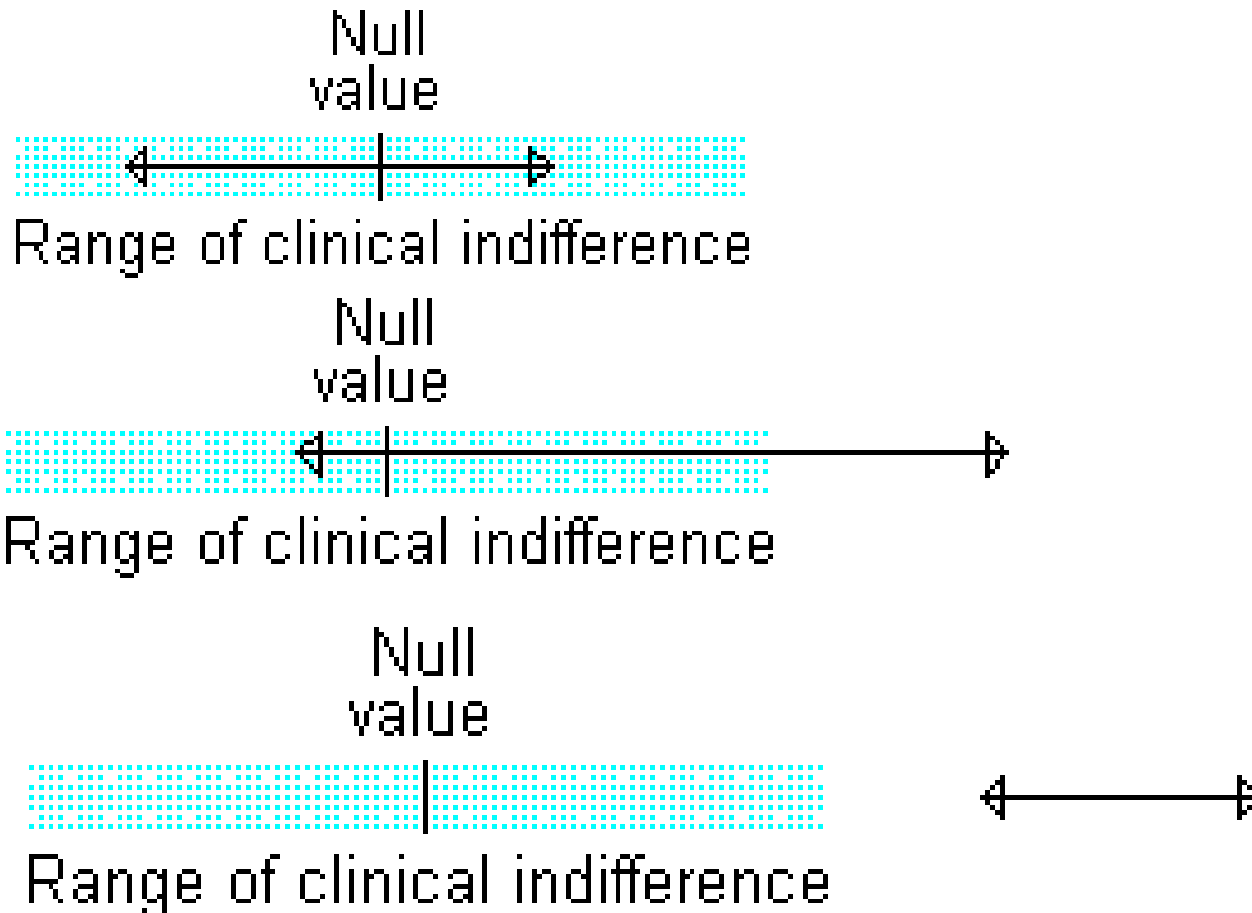 Null
value
Range of clinical indifference
Null
value
Range of clinical indifference
Null
value
Range of clinical indifference